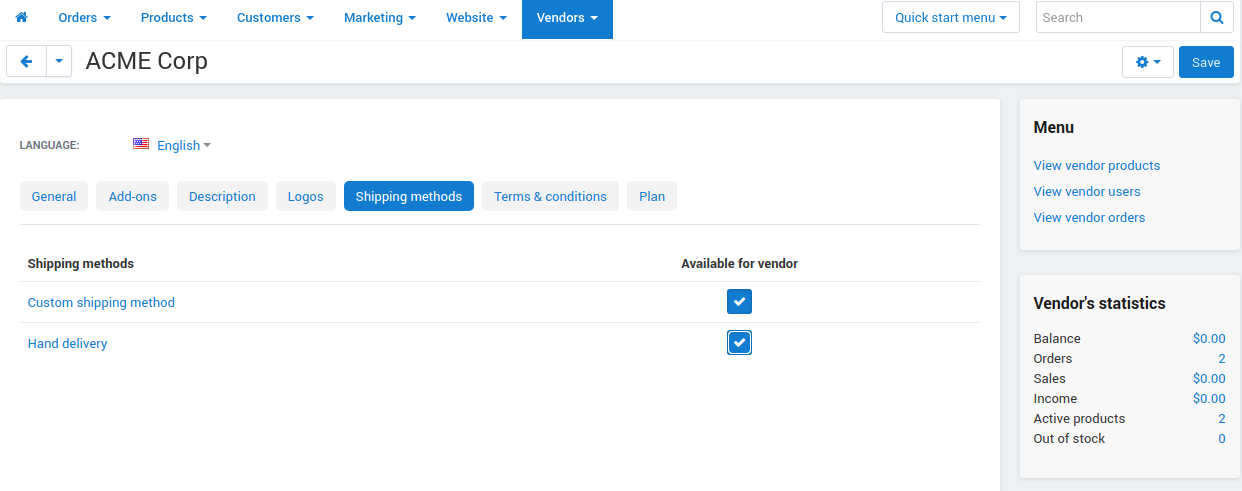 Orders Products Customers Marketing Website Vendors Quick start menu Search
ACME Corp Save
LANGUAGE: English
General Add-ons Description Logos Shipping methods Terms & conditions Plan
Shipping methods Available for vendor
Custom shipping method
Hand delivery
Menu
View vendor products
View vendor users
View vendor orders
Vendor's statistics
Balance $0.00
Orders 2
Sales $0.00
Income $0.00
Active products 2
Out of stock 0